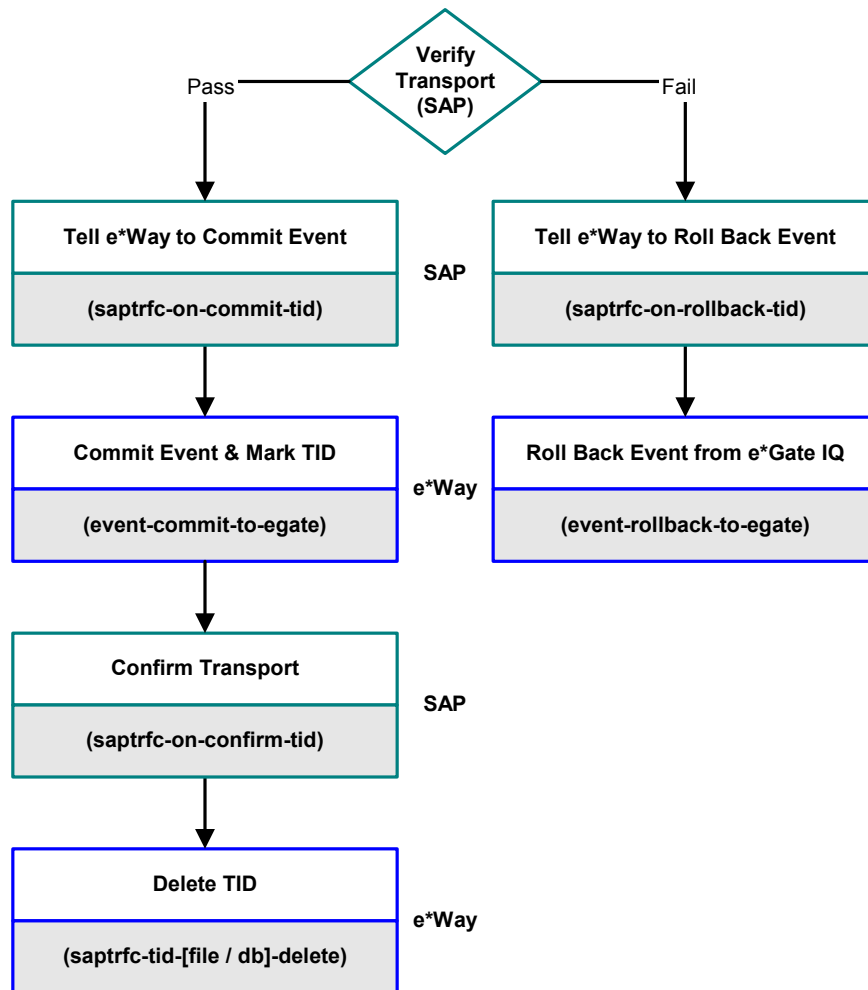 Verify
Transport
(SAP)
Pass
Fail
Tell e*Way to Commit Event
(saptrfc-on-commit-tid)
SAP
Tell e*Way to Roll Back Event
(saptrfc-on-rollback-tid)
Commit Event & Mark TID
(event-commit-to-egate)
e*Way
Roll Back Event from e*Gate IQ
(event-rollback-to-egate)
Confirm Transport
(saptrfc-on-confirm-tid)
SAP
Delete TID
(saptrfc-tid-[file / db]-delete)
e*Way